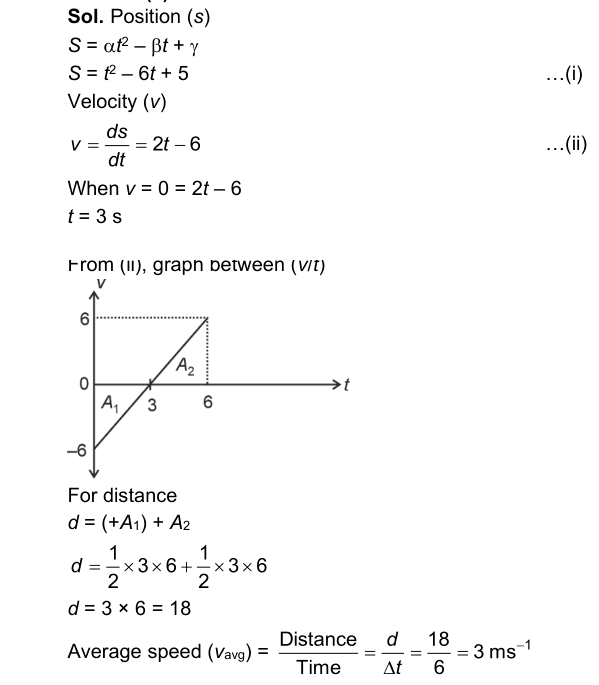 Sol. Position (s)
S = αt² – βt + γ
S = t² – 6t + 5 ...(i)
Velocity (v)
v = ds/dt = 2t – 6 ...(ii)
When v = 0 = 2t – 6
t = 3 s
From (ii), graph between (v/t)
v
6
A₂
0 t
A₁ 3 6
–6
For distance
d = (+A₁) + A₂
d = 1/2 × 3 × 6 + 1/2 × 3 × 6
d = 3 × 6 = 18
Average speed (vavg) = Distance/Time = d/Δt = 18/6 = 3 ms⁻¹